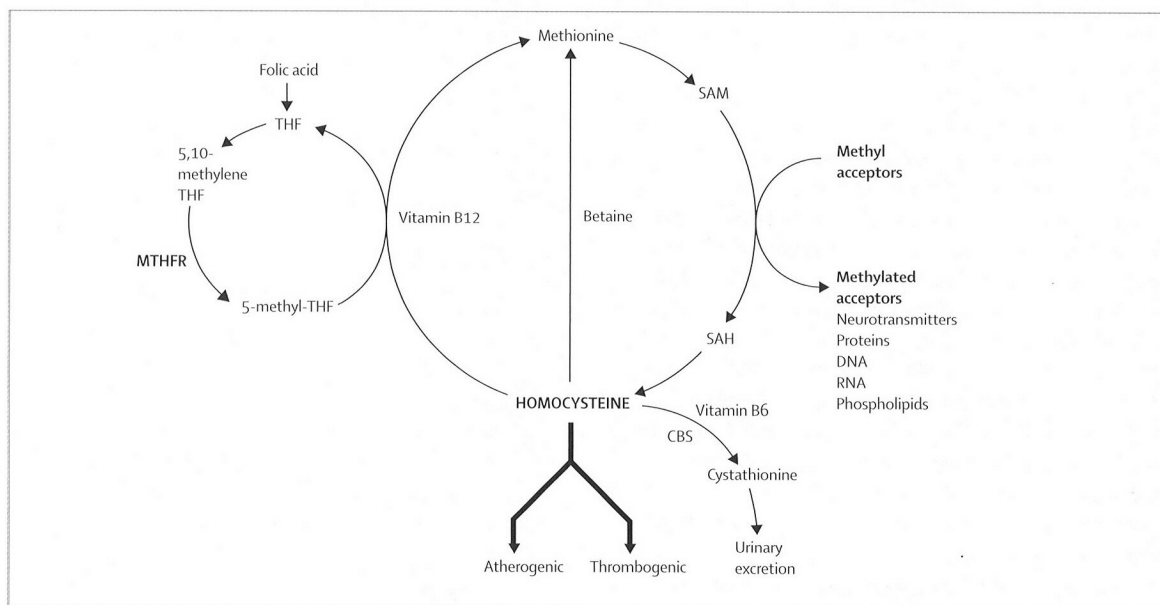 Methionine
Folic acid
SAM
THF
5,10-
methylene
THF
Methyl
acceptors
Vitamin B12
Betaine
MTHFR
Methylated
acceptors
Neurotransmitters
Proteins
DNA
RNA
Phospholipids
5-methyl-THF
SAH
HOMOCYSTEINE
Vitamin B6
CBS
Cystathionine
Urinary
excretion
Atherogenic
Thrombogenic